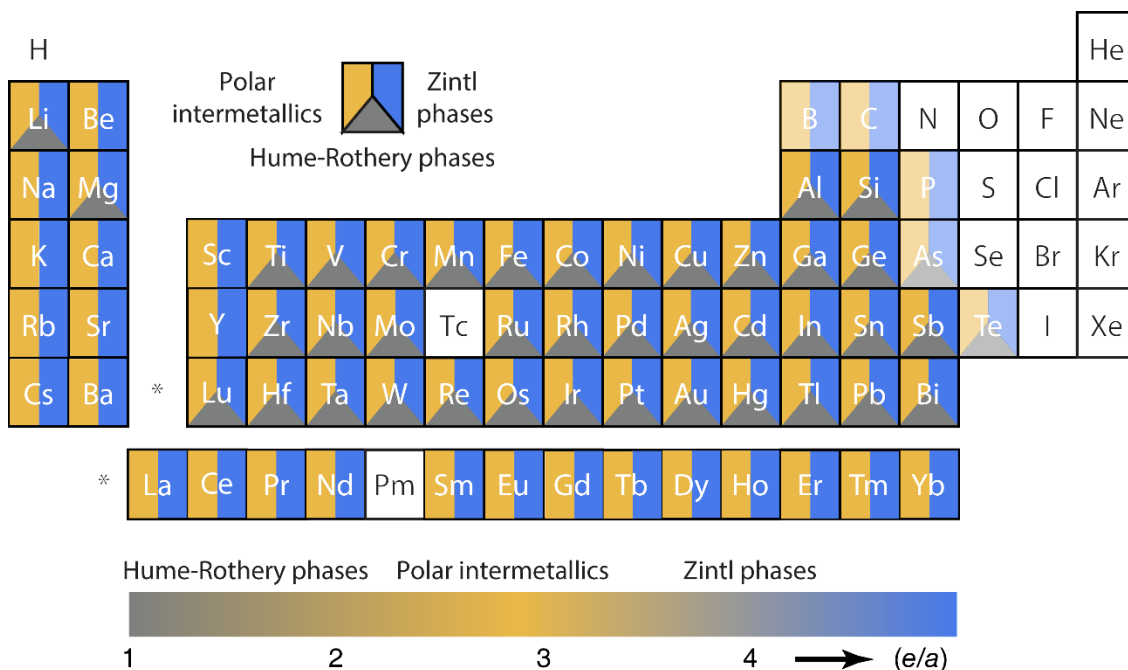 H He
Polar Zintl
intermetallics phases
Hume-Rothery phases
Li Be B C N O F Ne
Na Mg Al Si P S Cl Ar
K Ca Sc Ti V Cr Mn Fe Co Ni Cu Zn Ga Ge As Se Br Kr
Rb Sr Y Zr Nb Mo Tc Ru Rh Pd Ag Cd In Sn Sb Te I Xe
Cs Ba * Lu Hf Ta W Re Os Ir Pt Au Hg Tl Pb Bi
* La Ce Pr Nd Pm Sm Eu Gd Tb Dy Ho Er Tm Yb
Hume-Rothery phases Polar intermetallics Zintl phases
1 2 3 4 (e/a)